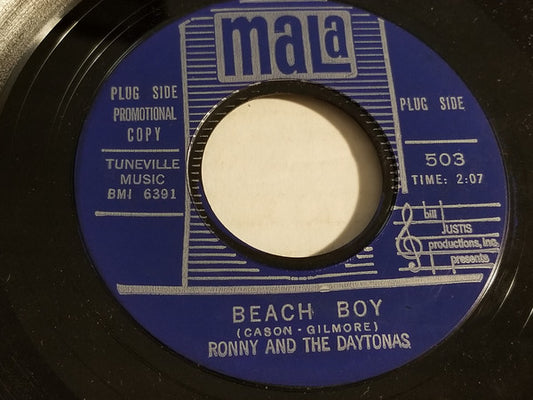 mala
PLUG SIDE
PROMOTIONAL
COPY
PLUG SIDE
TUNEVILLE
MUSIC
BMI 6391
503
TIME: 2:07
bill
JUSTIS
productions, inc.
presents
BEACH BOY
(CASON - GILMORE)
RONNY AND THE DAYTONAS